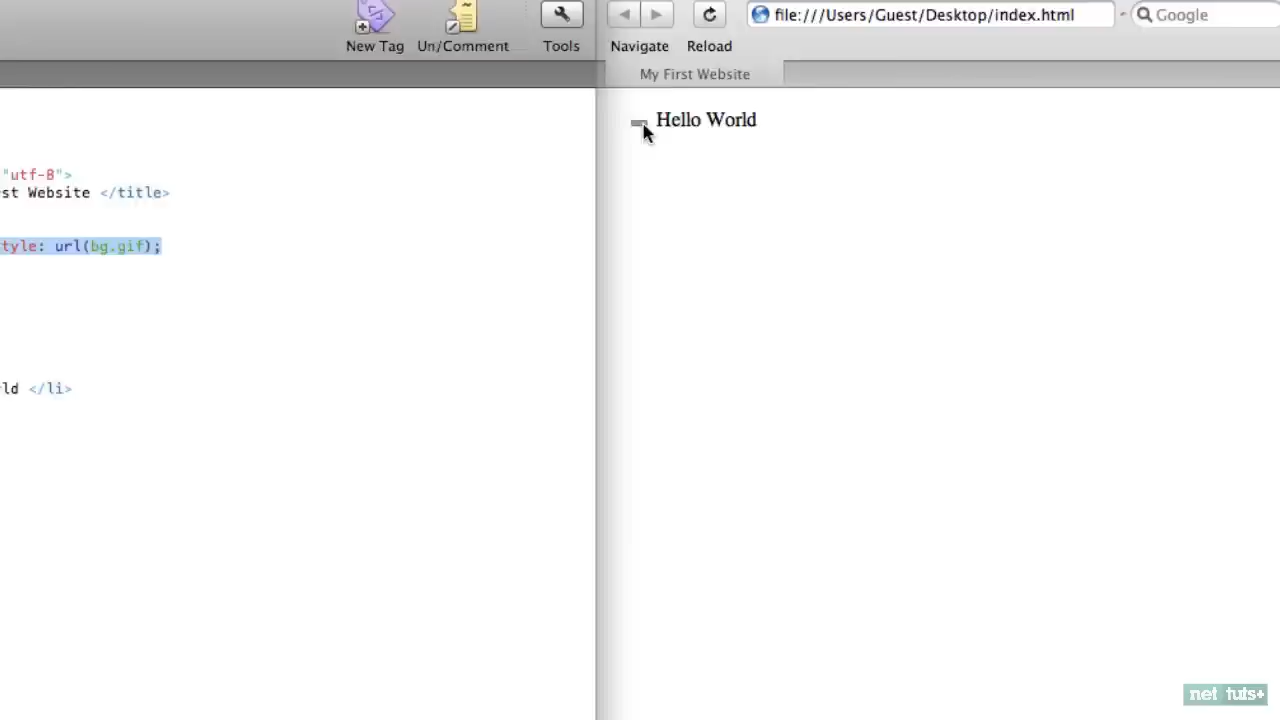 New Tag Un/Comment Tools
file:///Users/Guest/Desktop/index.html
Google
Navigate Reload
My First Website
Hello World
"utf-8">
st Website </title>
tyle: url(bg.gif);
ld </li>
net tuts+